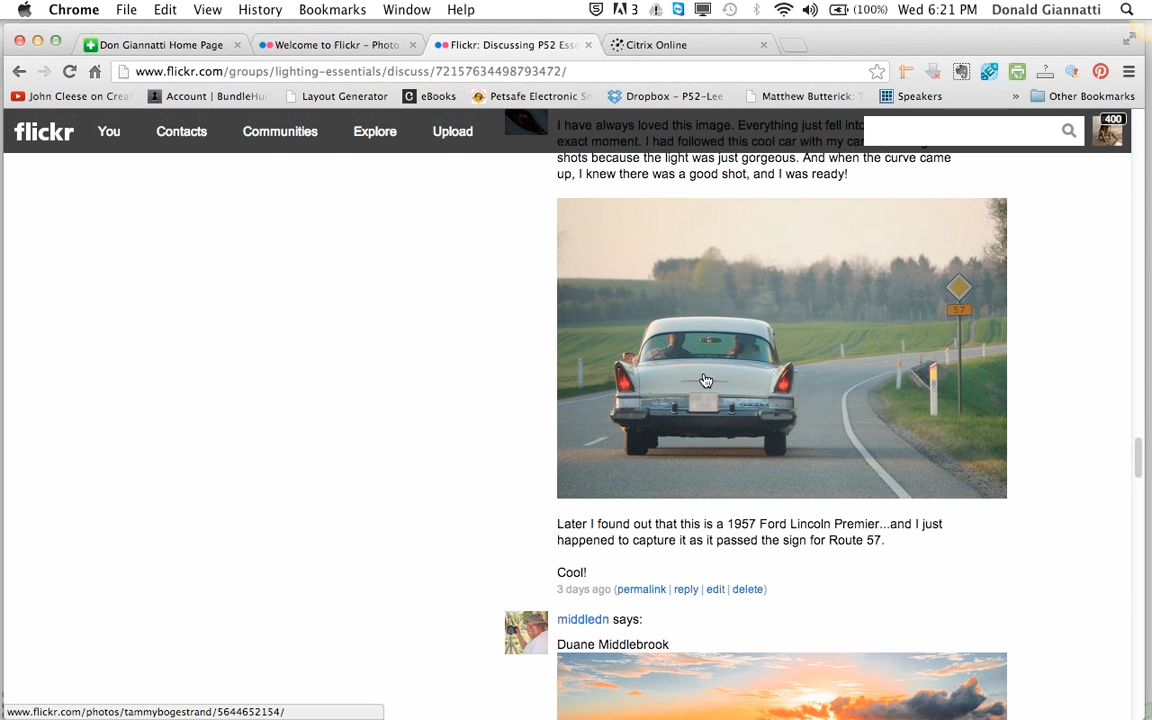 Chrome File Edit View History Bookmarks Window Help 3 (100%) Wed 6:21 PM Donald Giannatti
Don Giannatti Home Page Welcome to Flickr - Photo Flickr: Discussing P52 Esse Citrix Online
www.flickr.com/groups/lighting-essentials/discuss/72157634498793472/
John Cleese on Crea Account | BundleHu Layout Generator eBooks Petsafe Electronic Sm Dropbox - P52-Lee Matthew Butterick: T Speakers » Other Bookmarks
flickr You Contacts Communities Explore Upload 400
I have always loved this image. Everything just fell into
exact moment. I had followed this cool car with my
shots because the light was just gorgeous. And when the curve came
up, I knew there was a good shot, and I was ready!
57
Later I found out that this is a 1957 Ford Lincoln Premier...and I just
happened to capture it as it passed the sign for Route 57.
Cool!
3 days ago (permalink | reply | edit | delete)
middledn says:
Duane Middlebrook
www.flickr.com/photos/tammybogestrand/5644652154/